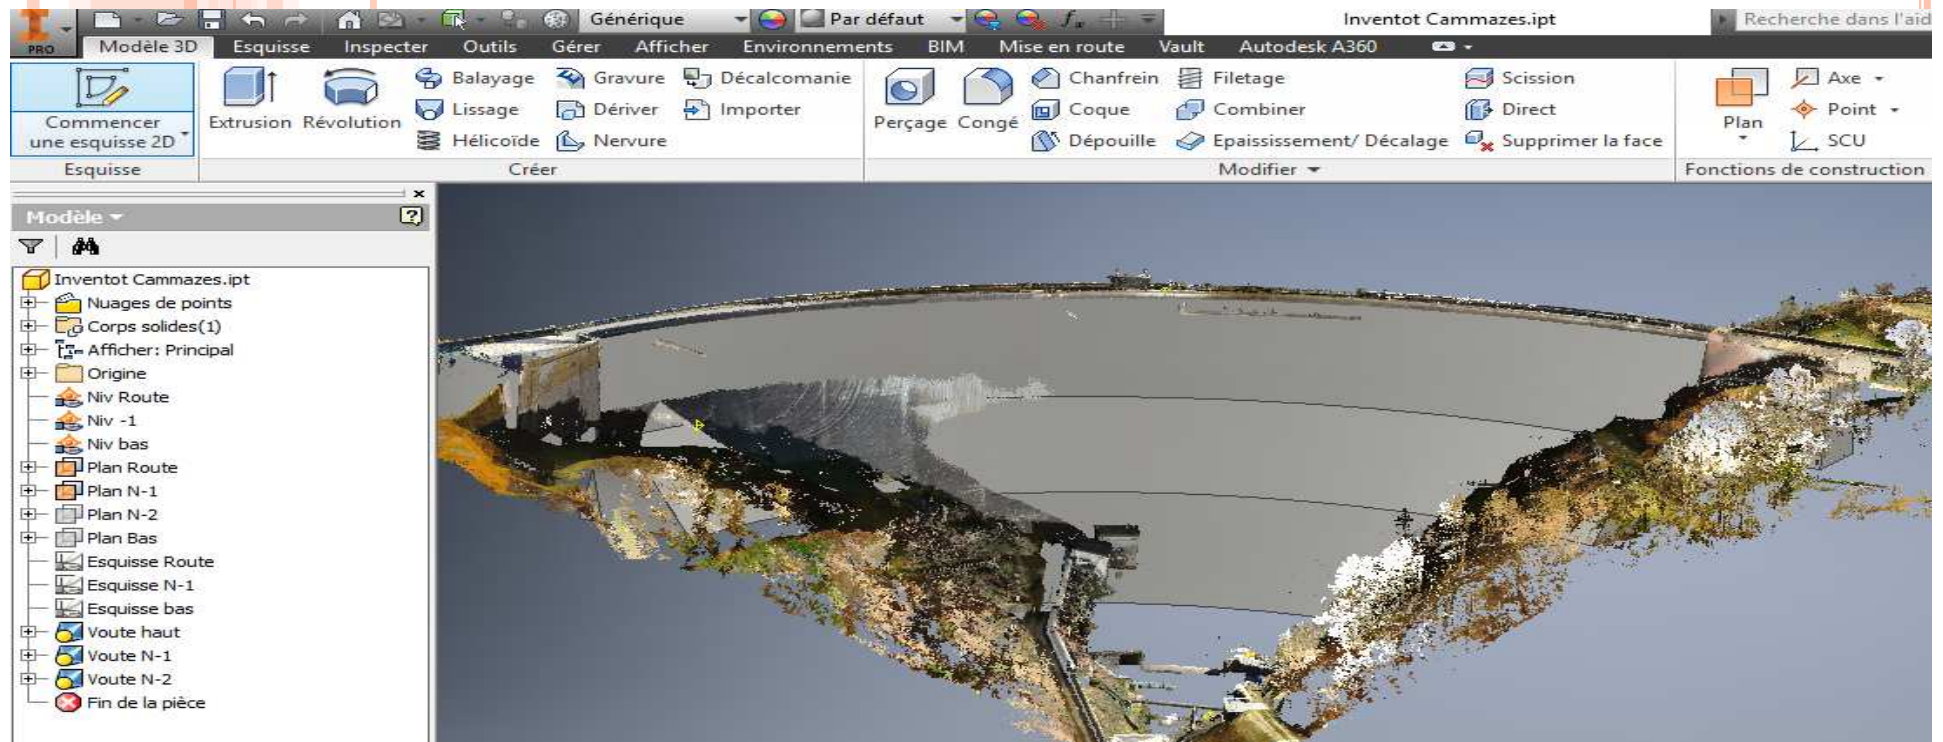 Générique
Par défaut
Inventot Cammazes.ipt
Recherche dans l'aid
PRO
Modèle 3D Esquisse Inspecter Outils Gérer Afficher Environnements BIM Mise en route Vault Autodesk A360
Commencer
une esquisse 2D
Extrusion
Révolution
Balayage
Lissage
Hélicoïde
Gravure
Dériver
Nervure
Décalcomanie
Importer
Perçage
Congé
Chanfrein
Coque
Dépouille
Filetage
Combiner
Epaississement/ Décalage
Scission
Direct
Supprimer la face
Plan
Axe
Point
SCU
Esquisse
Créer
Modifier
Fonctions de construction
Modèle
Inventot Cammazes.ipt
Nuages de points
Corps solides(1)
Afficher: Principal
Origine
Niv Route
Niv -1
Niv bas
Plan Route
Plan N-1
Plan N-2
Plan Bas
Esquisse Route
Esquisse N-1
Esquisse bas
Voute haut
Voute N-1
Voute N-2
Fin de la pièce